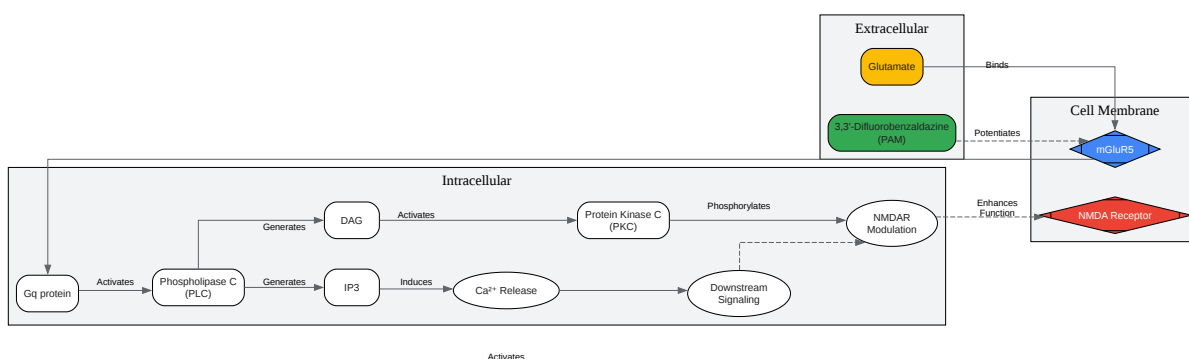 Extracellular
Glutamate
Binds
Cell Membrane
3,3'-Difluorobenzaldazine
(PAM)
Potentiates
mGluR5
Intracellular
DAG
Activates
Generates
Protein Kinase C
(PKC)
Phosphorylates
NMDAR
Modulation
Enhances
Function
NMDA Receptor
Gq protein
Activates
Phospholipase C
(PLC)
Generates
IP3
Induces
Ca²⁺ Release
Downstream
Signaling
Activates